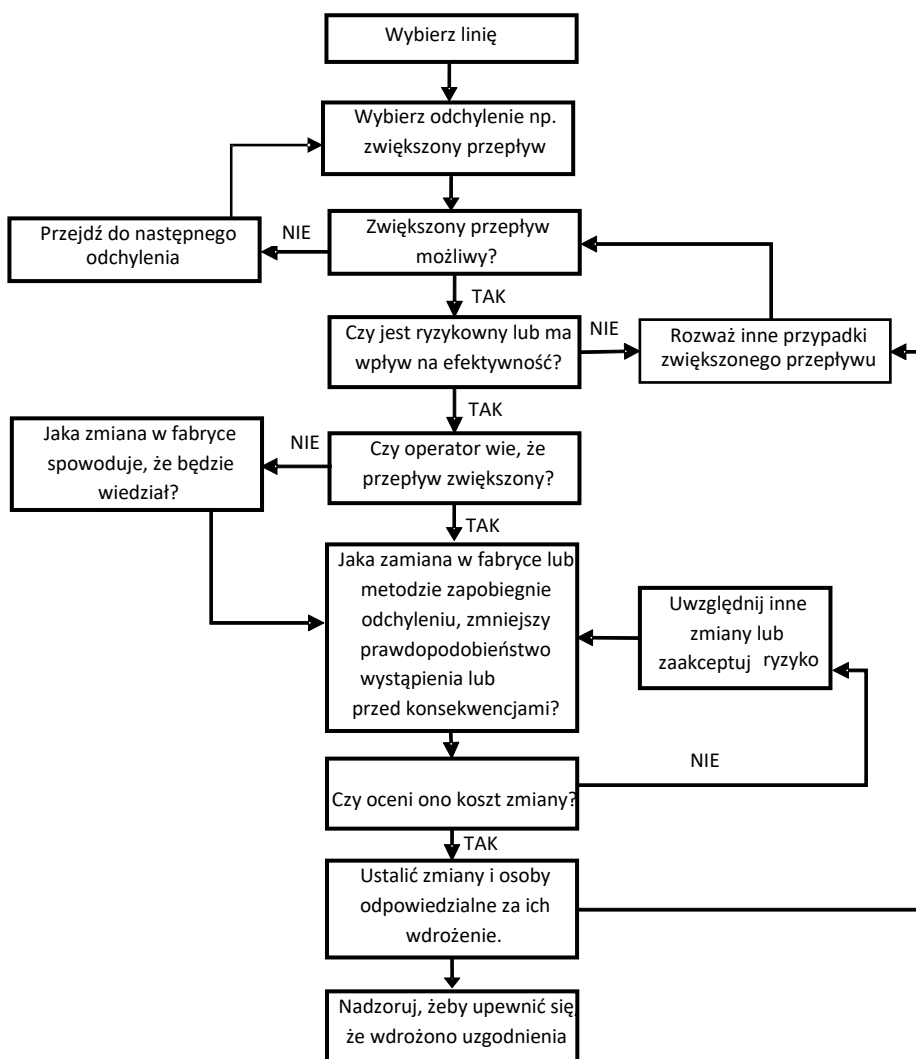 Wybierz linię
Wybierz odchylenie np.
zwiększony przepływ
Przejdź do następnego
odchylenia
NIE
Zwiększony przepływ
możliwy?
TAK
Czy jest ryzykowny lub ma
wpływ na efektywność?
NIE
Rozważ inne przypadki
zwiększonego przepływu
TAK
Jaka zmiana w fabryce
spowoduje, że będzie
wiedział?
NIE
Czy operator wie, że
przepływ zwiększony?
TAK
Jaka zamiana w fabryce lub
metodzie zapobiegnie
odchyleniu, zmniejszy
prawdopodobieństwo
wystąpienia lub
przed konsekwencjami?
Uwzględnij inne
zmiany lub
zaakceptuj ryzyko
NIE
Czy oceni ono koszt zmiany?
TAK
Ustalić zmiany i osoby
odpowiedzialne za ich
wdrożenie.
Nadzoruj, żeby upewnić się,
że wdrożono uzgodnienia